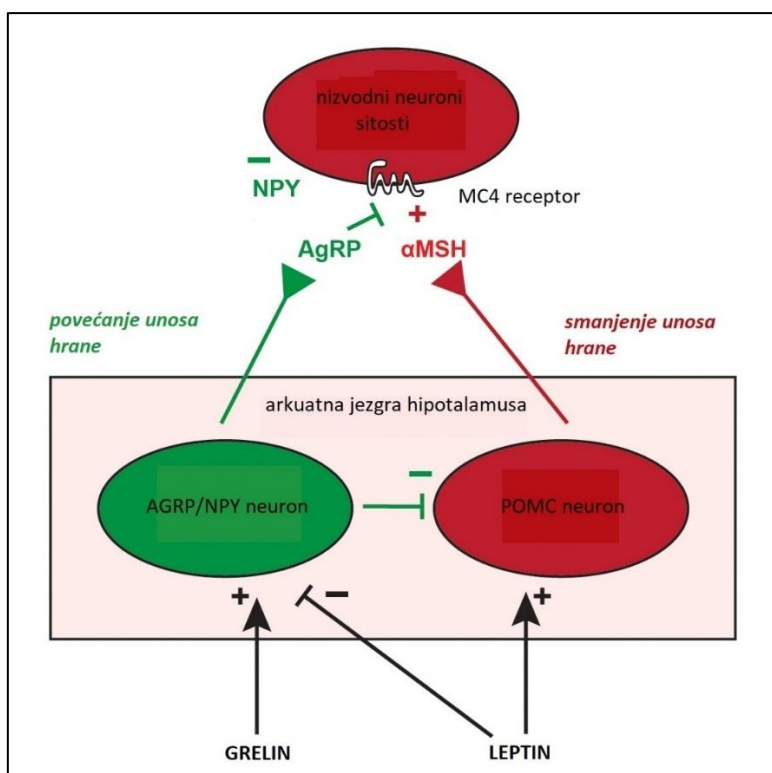 nizvodni neuroni
sitosti
−
NPY
MC4 receptor
+
AgRP
αMSH
povećanje unosa
hrane
smanjenje unosa
hrane
arkuatna jezgra hipotalamusa
−
AGRP/NPY neuron
POMC neuron
+
−
+
GRELIN
LEPTIN